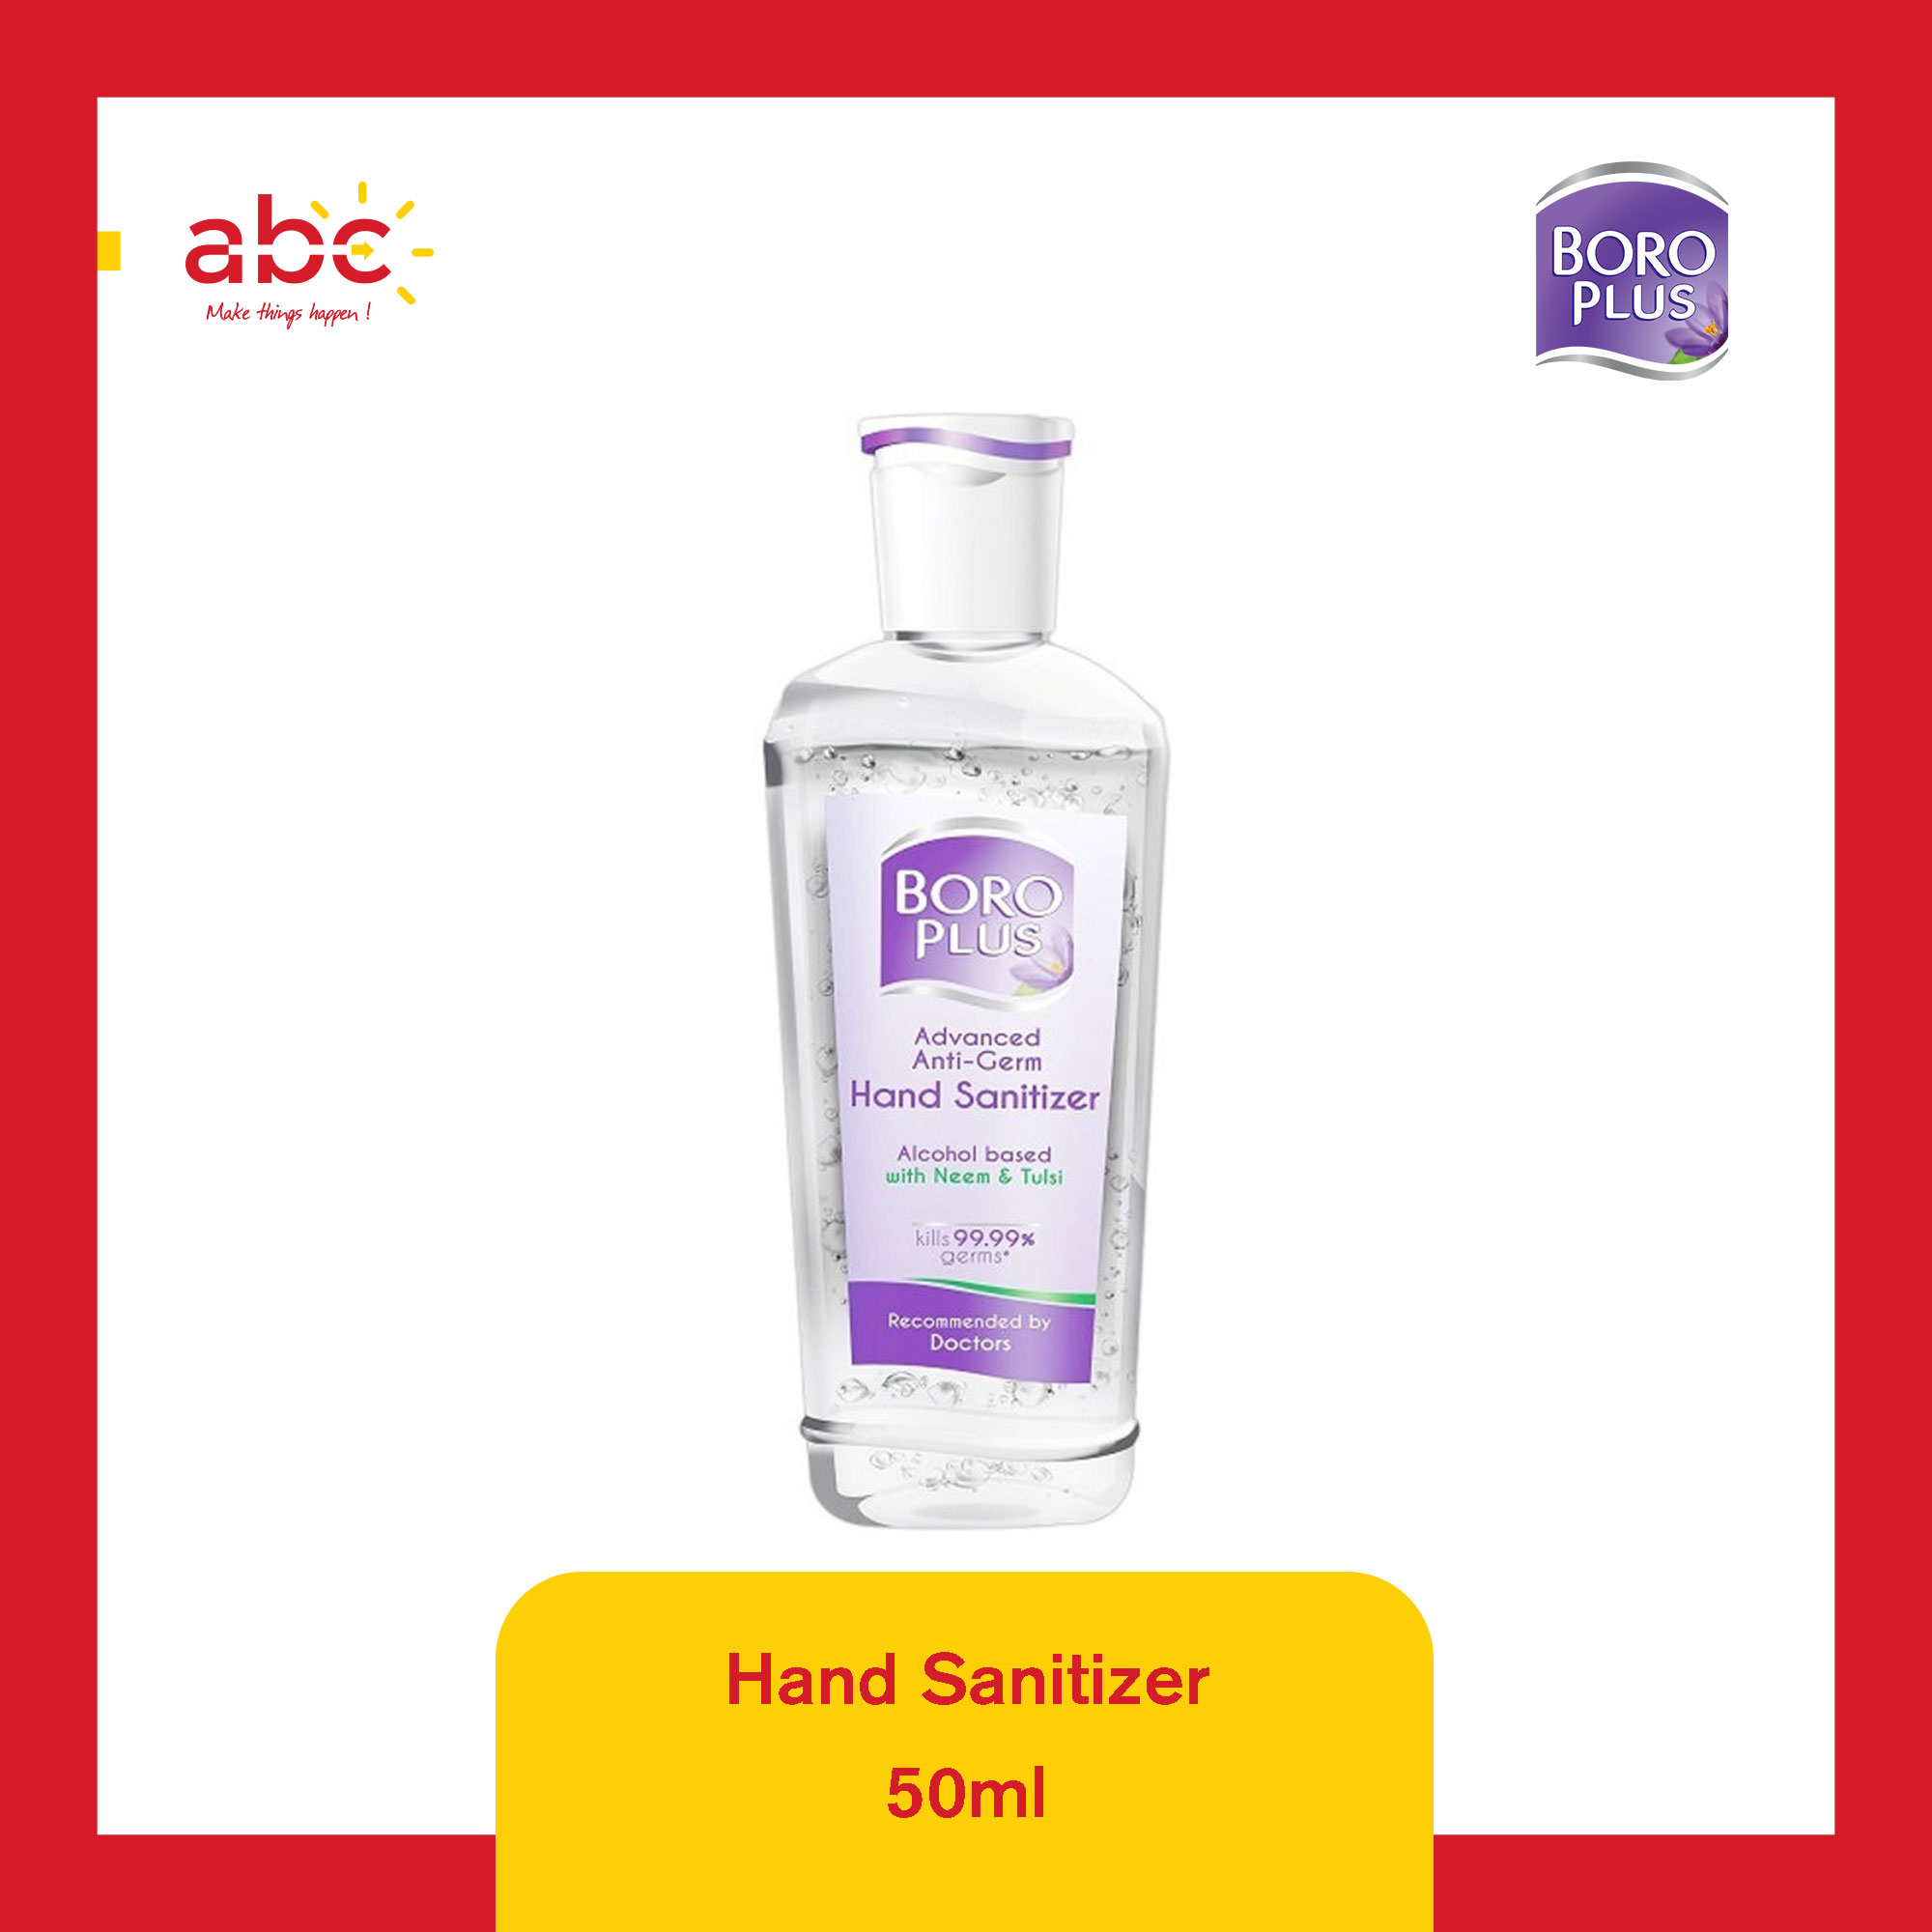 abc
Make things happen !
BORO
PLUS
BORO
PLUS
Advanced
Anti-Germ
Hand Sanitizer
Alcohol based
with Neem & Tulsi
kills 99.99%
germs*
Recommended by
Doctors
Hand Sanitizer
50ml